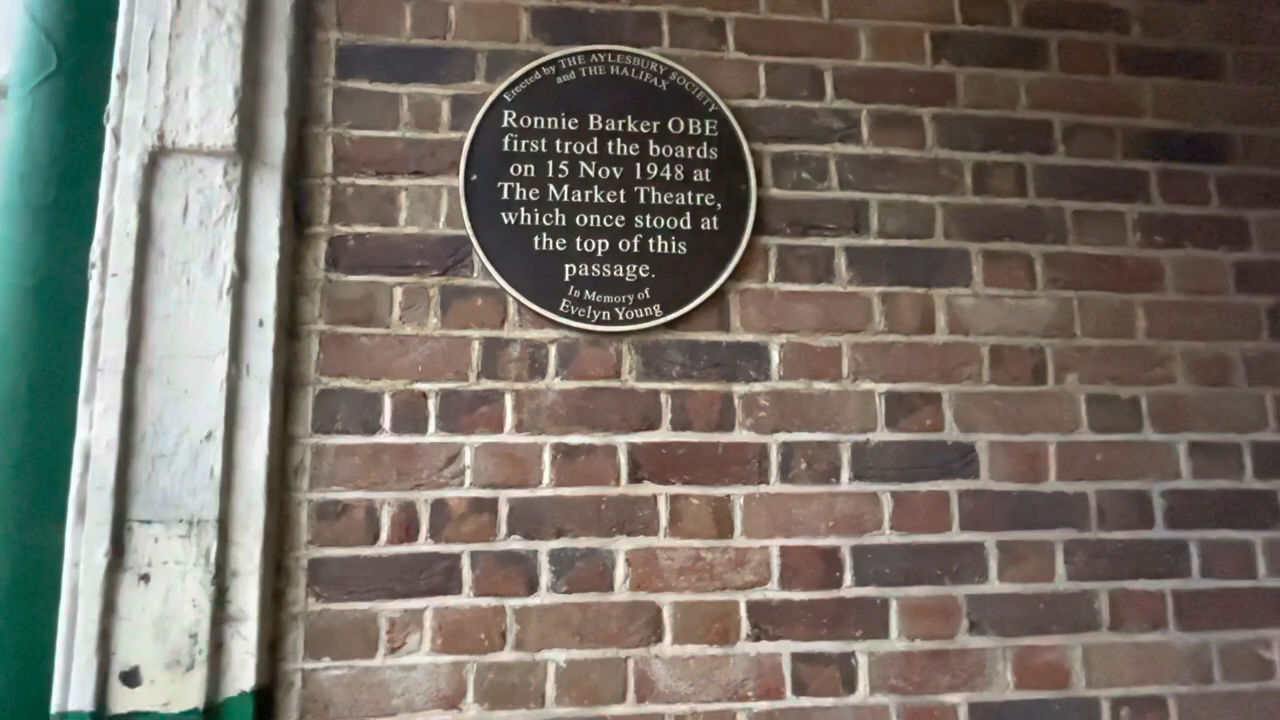 Erected by THE AYLESBURY SOCIETY
and THE HALIFAX
Ronnie Barker OBE
first trod the boards
on 15 Nov 1948 at
The Market Theatre,
which once stood at
the top of this
passage.
In Memory of
Evelyn Young